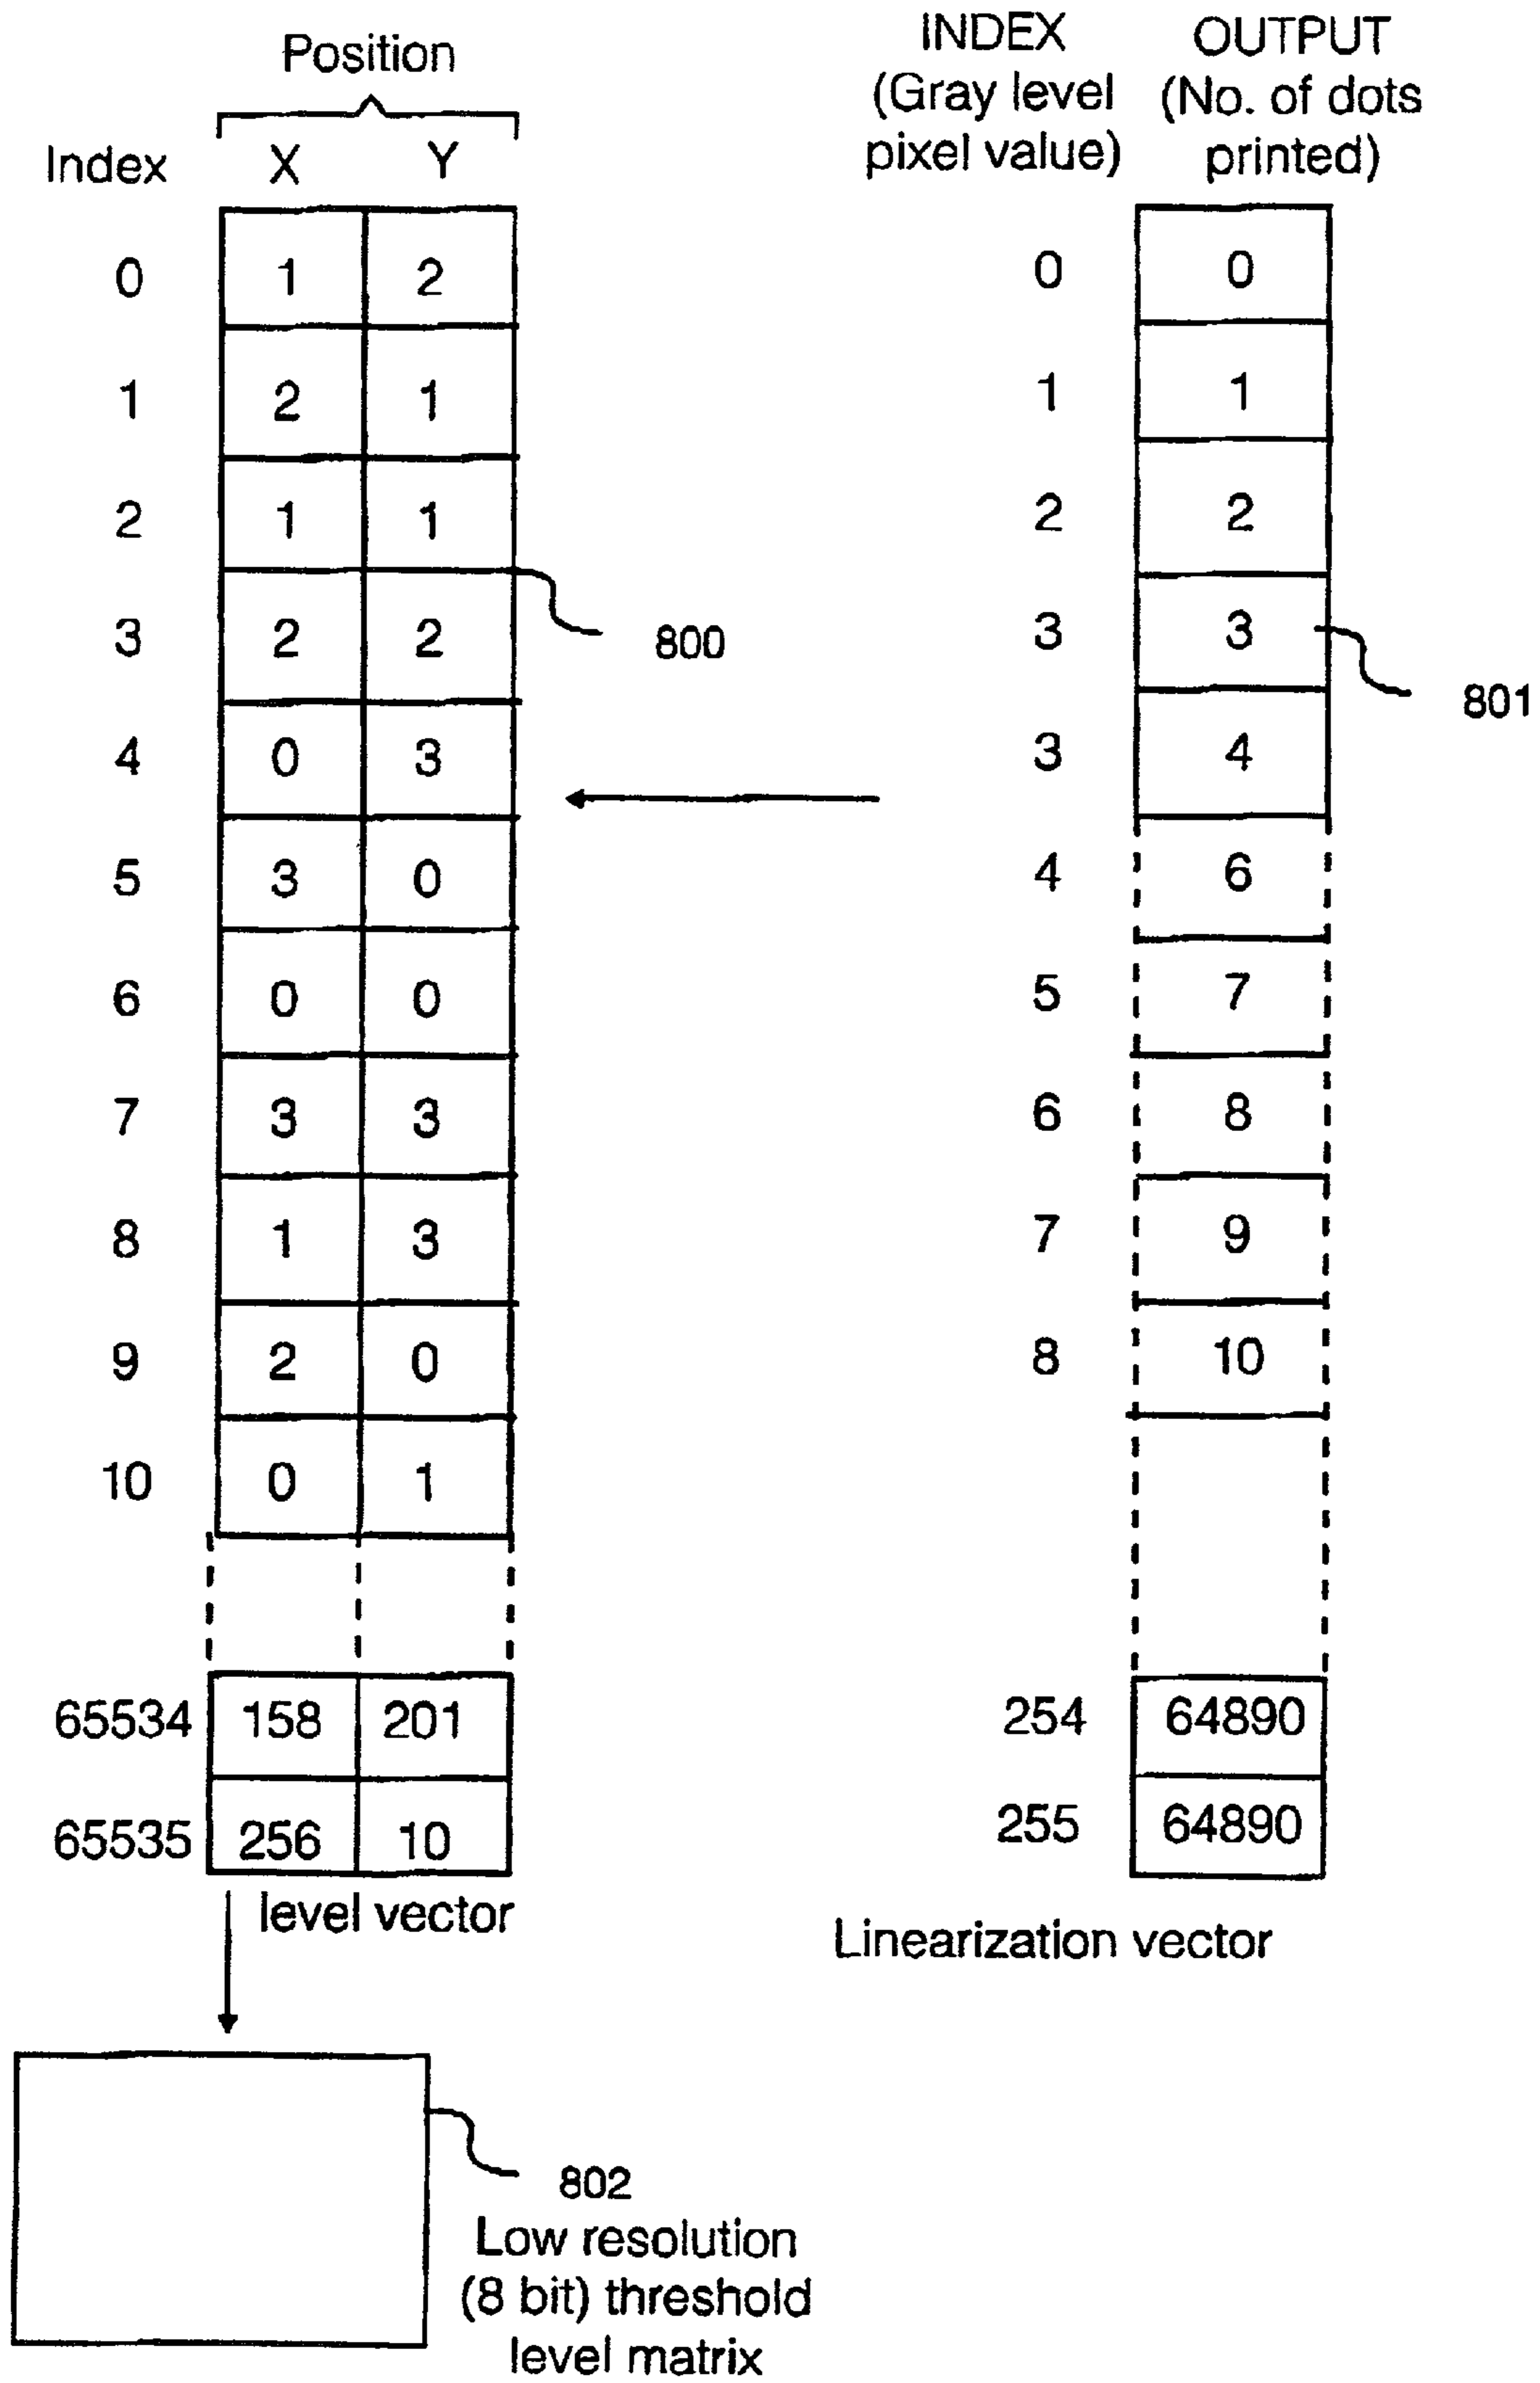 Position
Index X Y
0 1 2
1 2 1
2 1 1
3 2 2
4 0 3
5 3 0
6 0 0
7 3 3
8 1 3
9 2 0
10 0 1
65534 158 201
65535 256 10
level vector
800
INDEX OUTPUT
(Gray level (No. of dots
pixel value) printed)
0 0
1 1
2 2
3 3
3 4
4 6
5 7
6 8
7 9
8 10
254 64890
255 64890
Linearization vector
801
802
Low resolution
(8 bit) threshold
level matrix